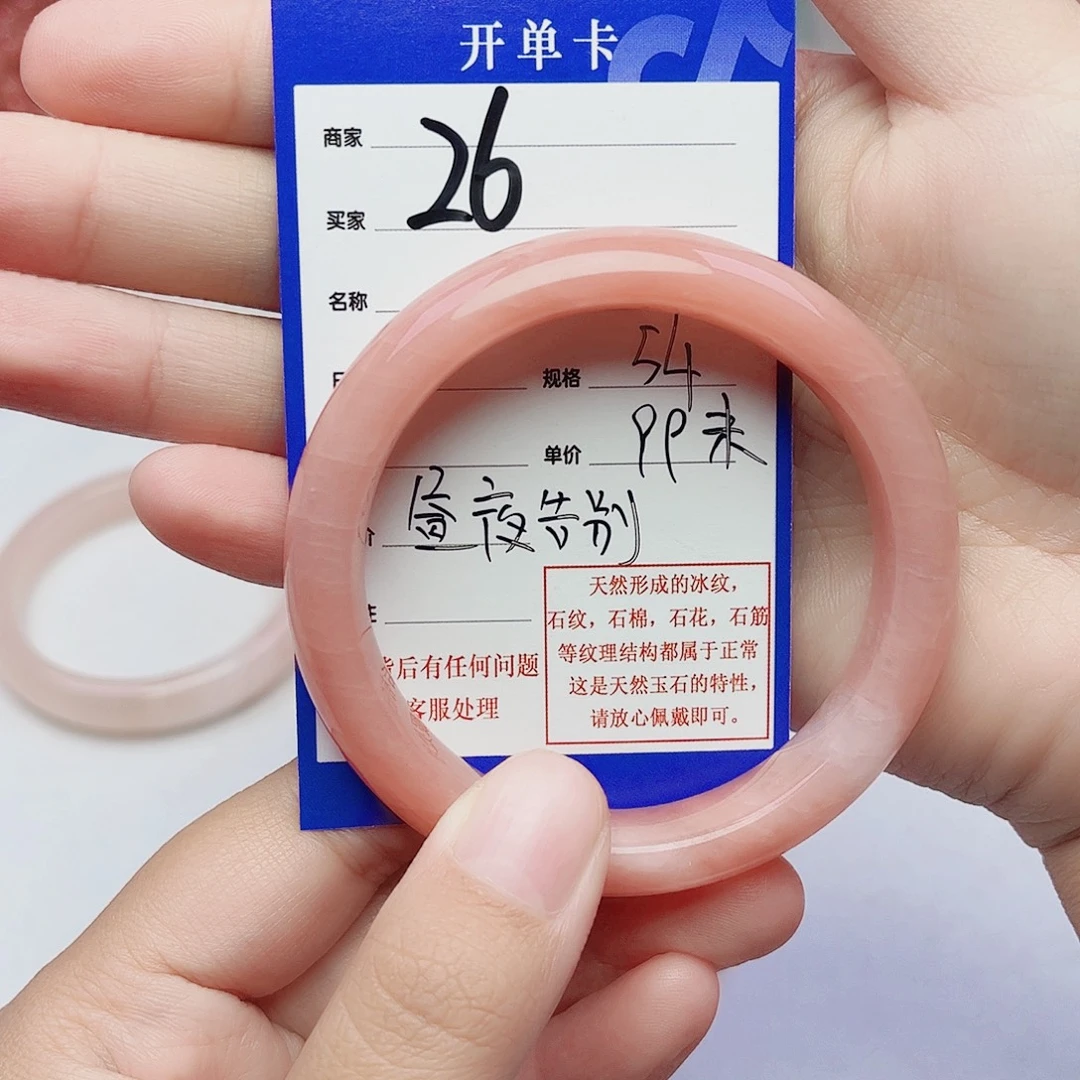 开单卡
商家
26
买家
名称
规格 54
单价 99未
昼夜告别
天然形成的冰纹，
石纹，石棉，石花，石筋
等纹理结构都属于正常
这是天然玉石的特性，
请放心佩戴即可。
后有任何问题
客服处理